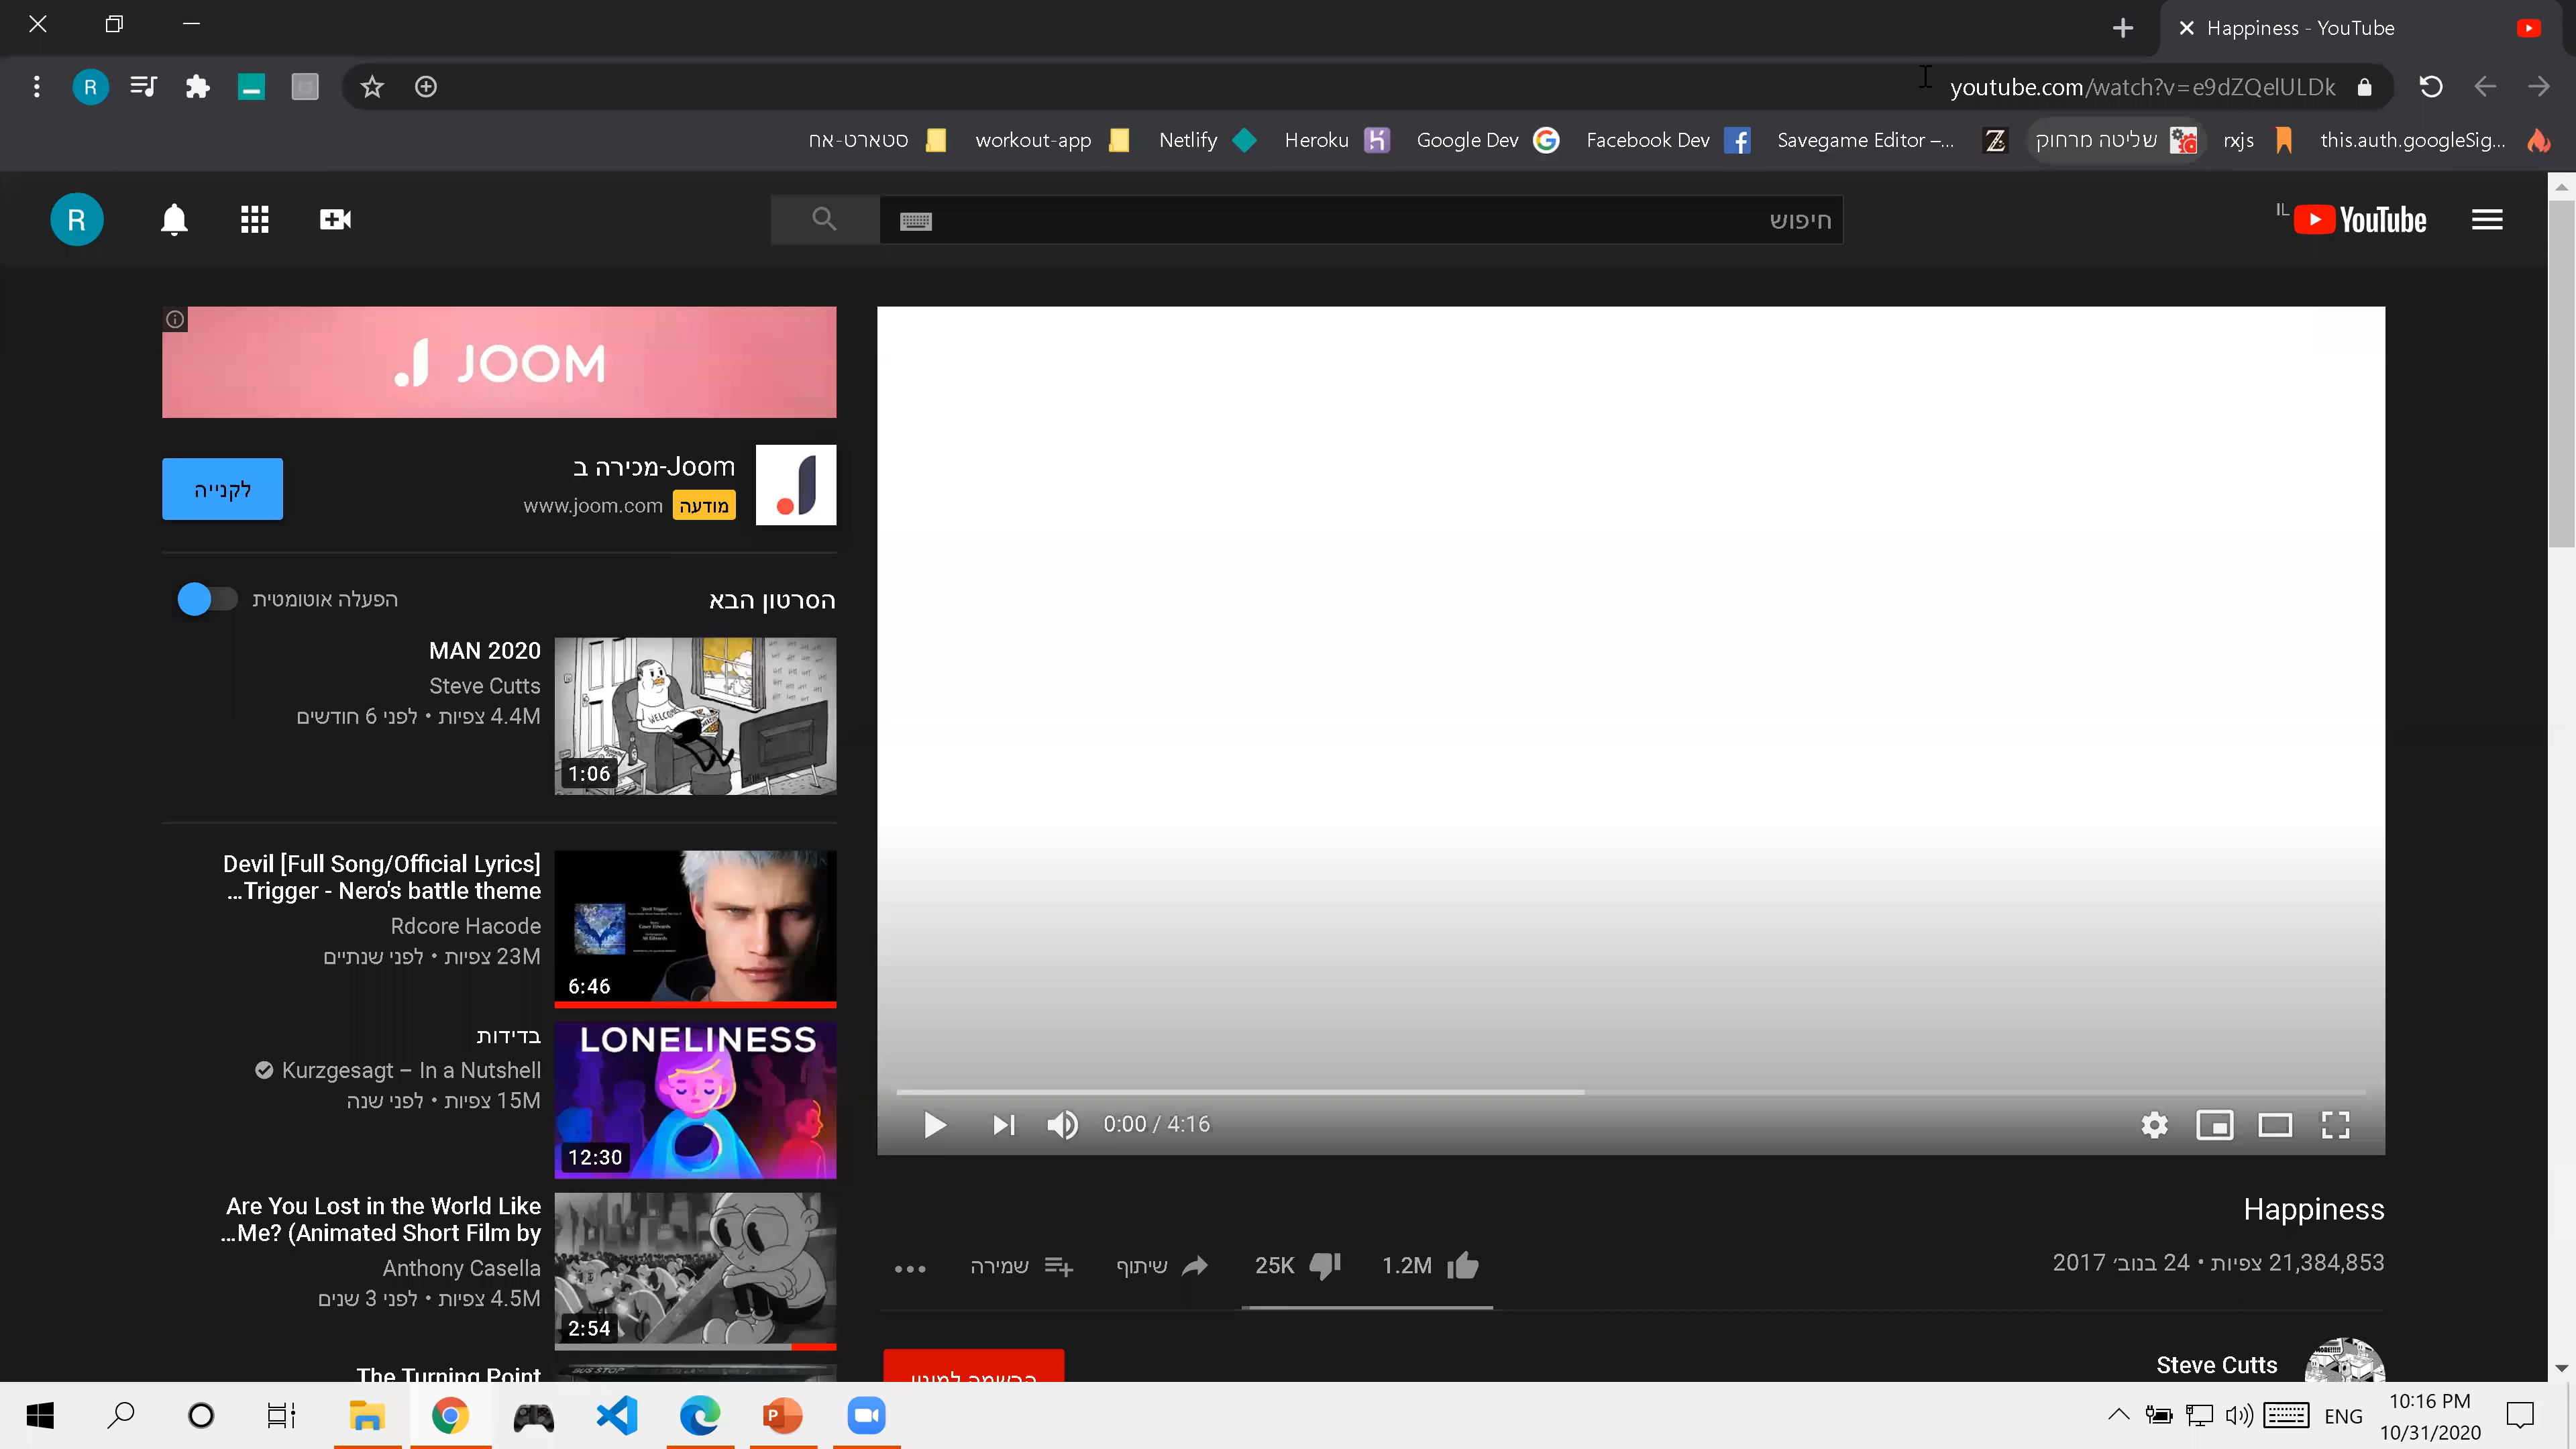 Happiness - YouTube
youtube.com/watch?v=e9dZQelULDk
R
this.auth.googleSig...
rxjs
שליטה מרחוק
Savegame Editor –...
Facebook Dev
Google Dev
Heroku
Netlify
workout-app
סטארט-אח
YouTube IL
חיפוש
R
JOOM
מכירה ב-Joom
מודעה www.joom.com
לקנייה
הסרטון הבא
הפעלה אוטומטית
MAN 2020
Steve Cutts
4.4M צפיות • לפני 6 חודשים
WELCOME
1:06
Devil [Full Song/Official Lyrics]
...Trigger - Nero's battle theme
Rdcore Hacode
23M צפיות • לפני שנתיים
6:46
בדידות
Kurzgesagt – In a Nutshell
15M צפיות • לפני שנה
LONELINESS
12:30
Are You Lost in the World Like
...Me? (Animated Short Film by
Anthony Casella
4.5M צפיות • לפני 3 שנים
2:54
The Turning Point
BUS STOP
0:00 / 4:16
Happiness
21,384,853 צפיות • 24 בנוב׳ 2017
1.2M
25K
שיתוף
שמירה
Steve Cutts
הרשמה למינוי
ENG
10:16 PM
10/31/2020